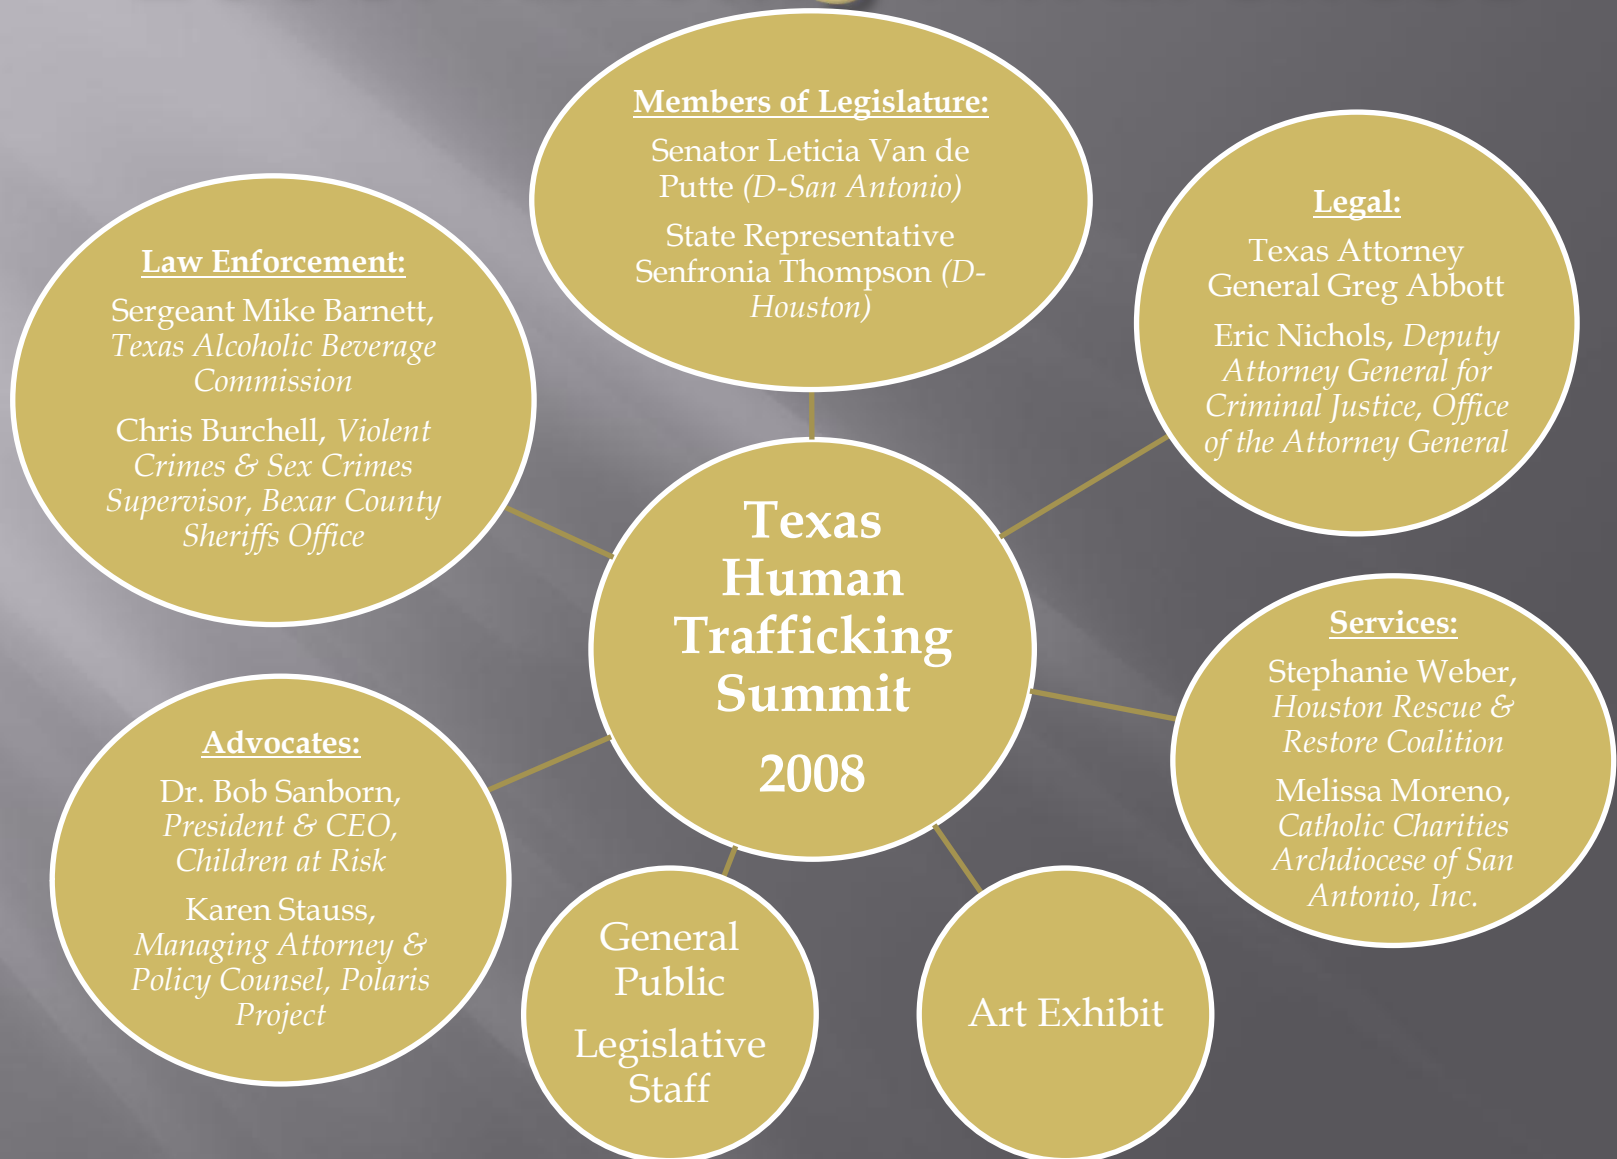 Members of Legislature:
Senator Leticia Van de
Putte (D-San Antonio)
State Representative
Senfronia Thompson (D-
Houston)
Legal:
Texas Attorney
General Greg Abbott
Eric Nichols, Deputy
Attorney General for
Criminal Justice, Office
of the Attorney General
Services:
Stephanie Weber,
Houston Rescue &
Restore Coalition
Melissa Moreno,
Catholic Charities
Archdiocese of San
Antonio, Inc.
Art Exhibit
General
Public
Legislative
Staff
Advocates:
Dr. Bob Sanborn,
President & CEO,
Children at Risk
Karen Stauss,
Managing Attorney &
Policy Counsel, Polaris
Project
Law Enforcement:
Sergeant Mike Barnett,
Texas Alcoholic Beverage
Commission
Chris Burchell, Violent
Crimes & Sex Crimes
Supervisor, Bexar County
Sheriffs Office
Texas
Human
Trafficking
Summit
2008